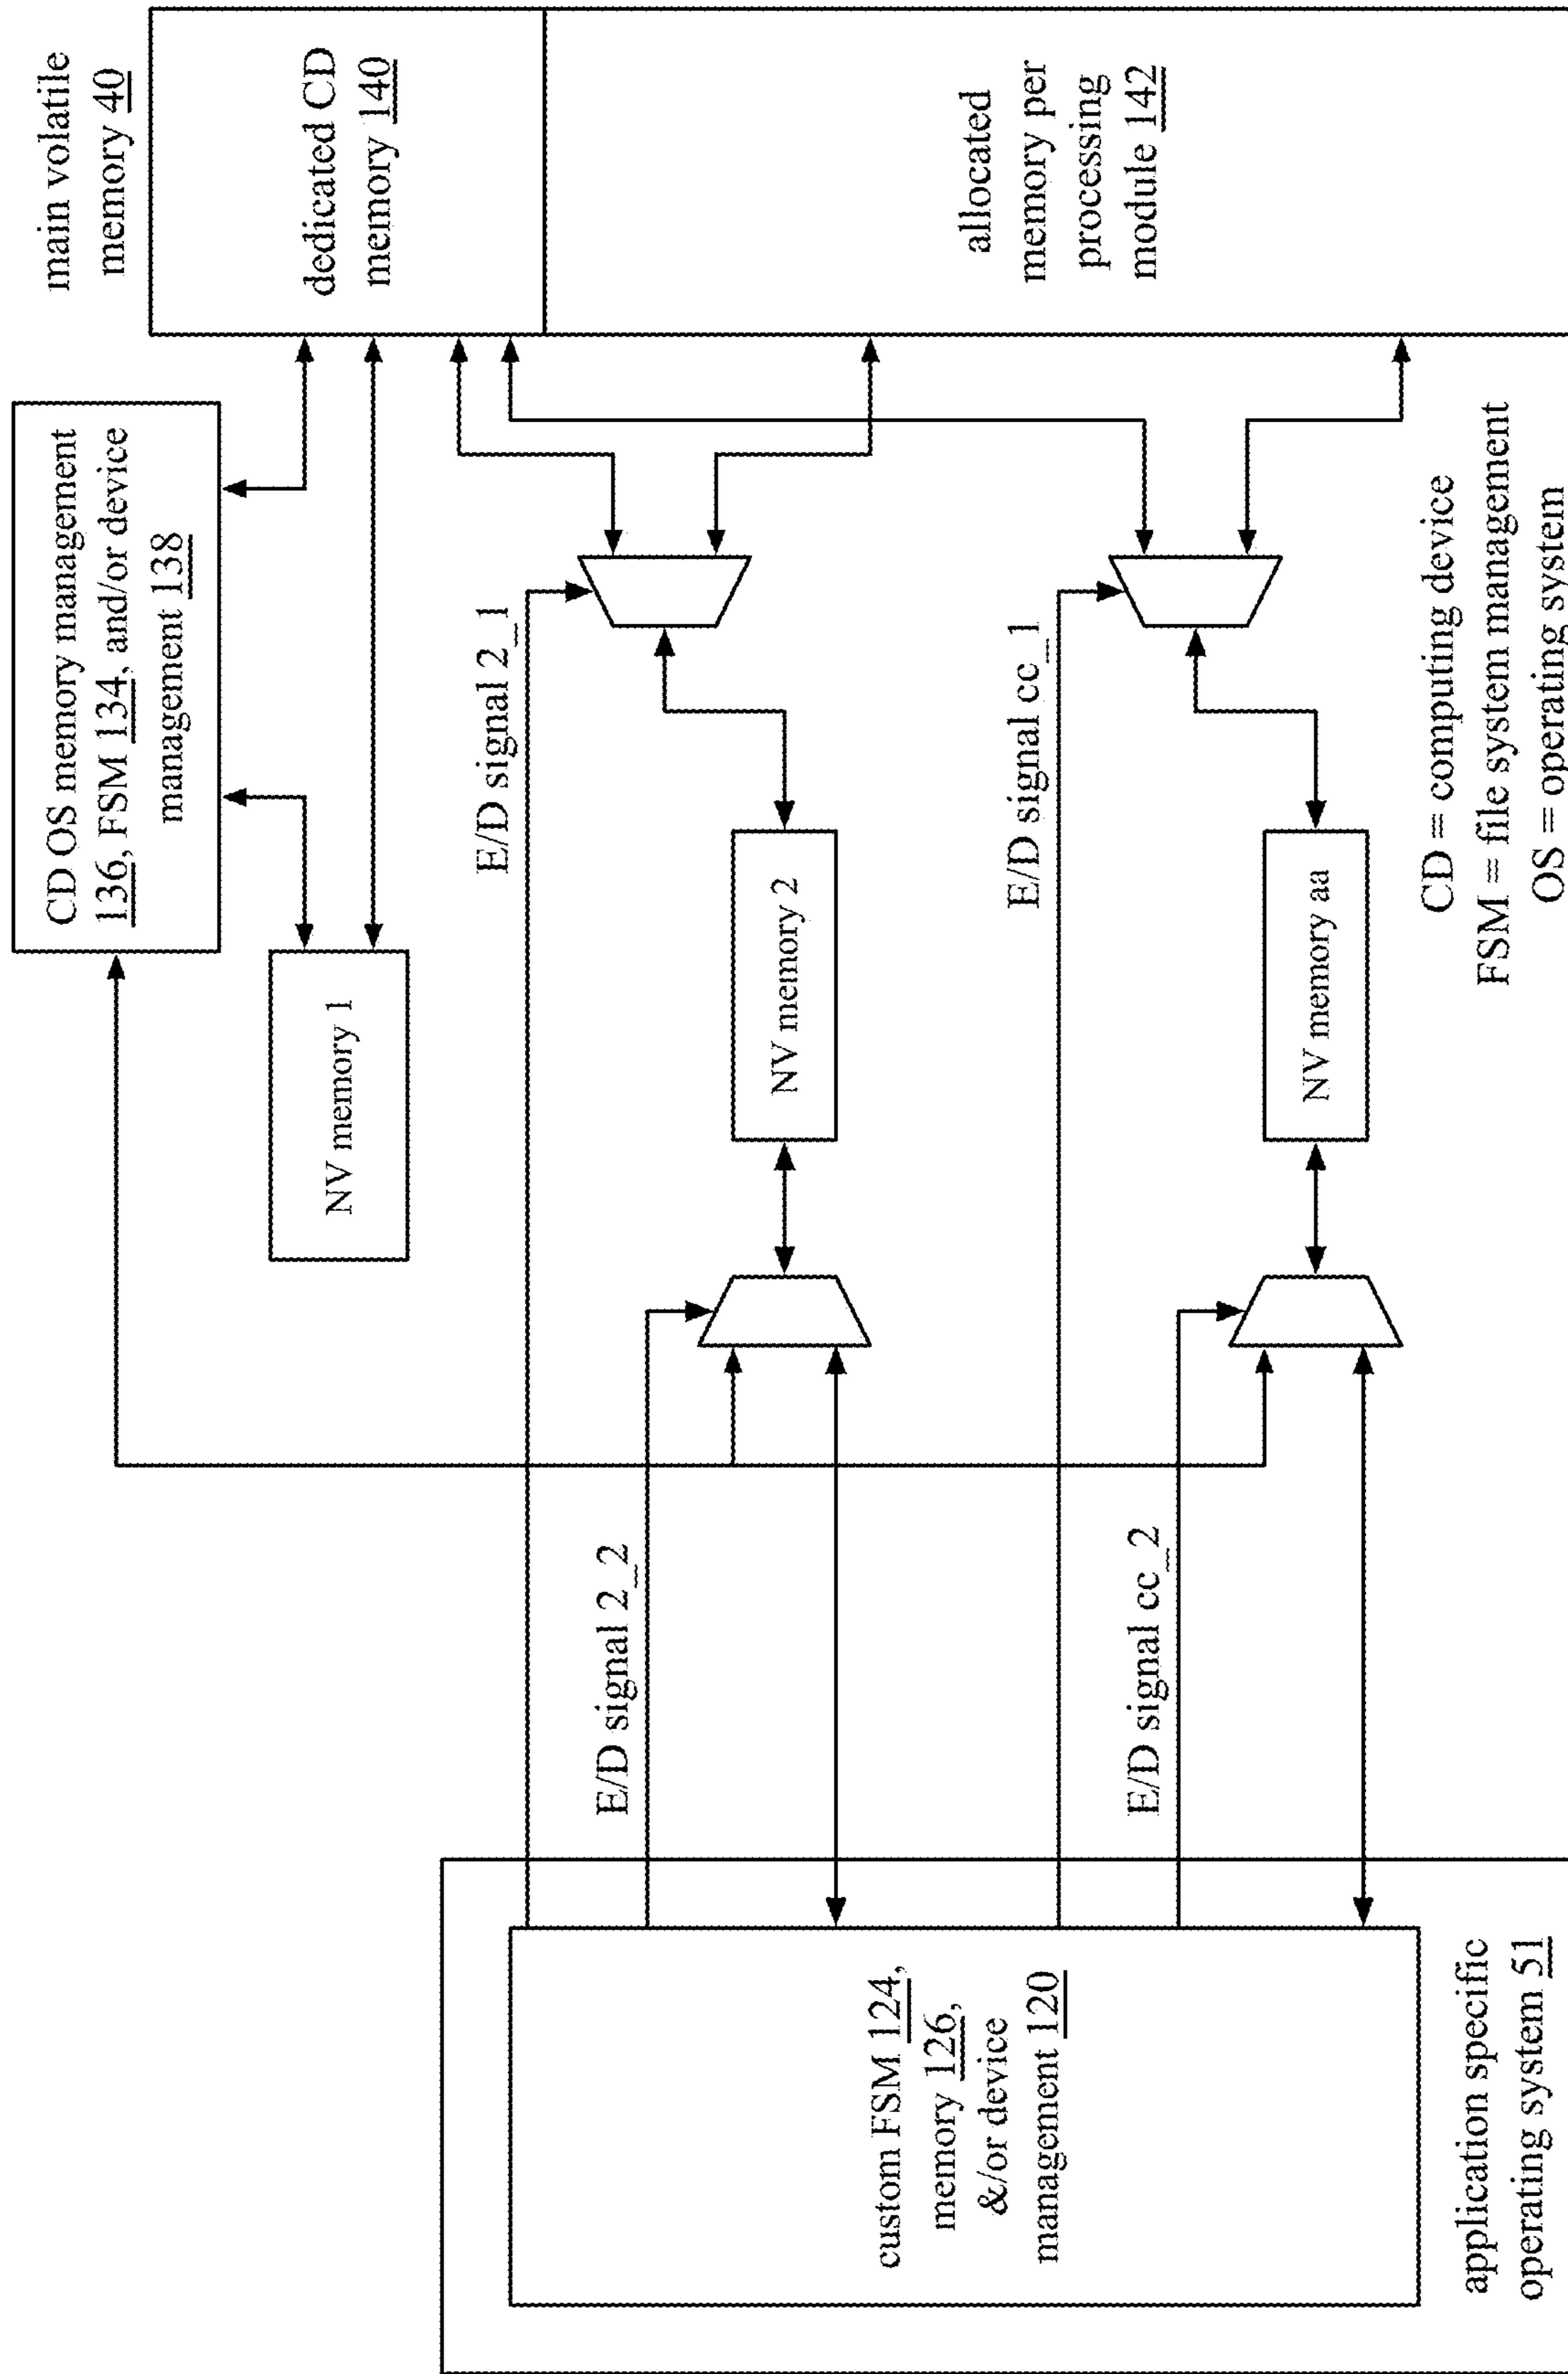 main volatile
memory 40
dedicated CD
memory 140
allocated
memory per
processing
module 142
CD OS memory management
136, FSM 134, and/or device
management 138
NV memory 1
E/D signal 2_1
NV memory 2
E/D signal 2_2
E/D signal cc_1
NV memory aa
E/D signal cc_2
CD = computing device
FSM = file system management
OS = operating system
custom FSM 124,
memory 126,
&/or device
management 120
application specific
operating system 51